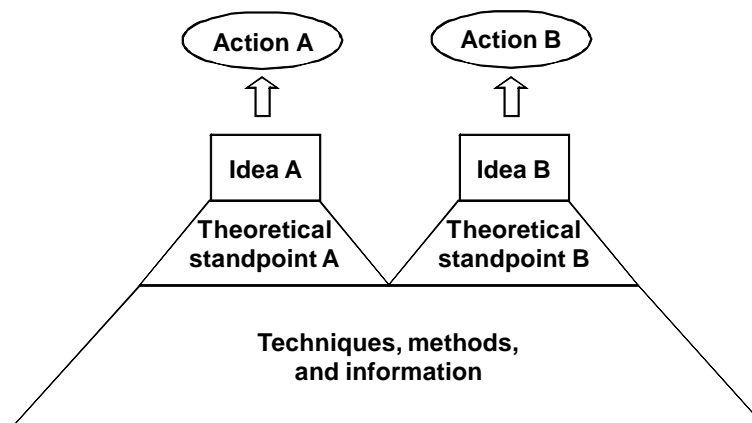 Action A
Action B
Idea A
Idea B
Theoretical
standpoint A
Theoretical
standpoint B
Techniques, methods,
and information